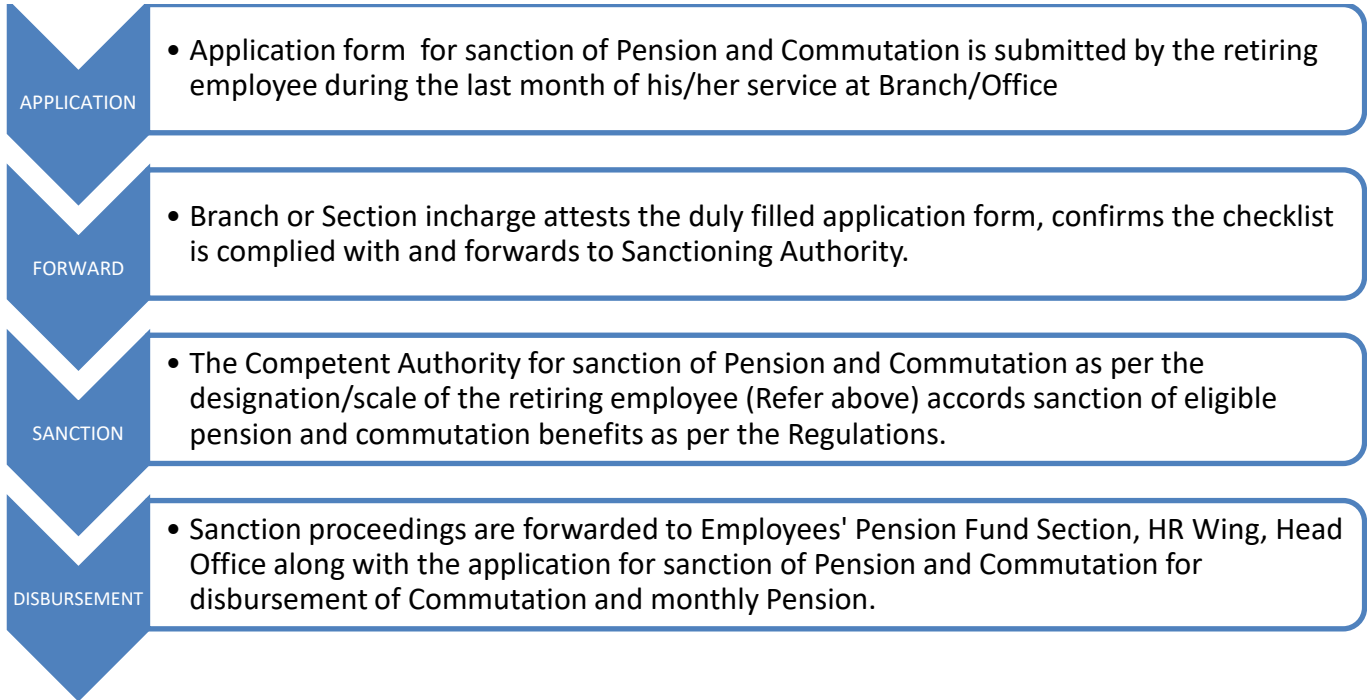 APPLICATION
• Application form  for sanction of Pension and Commutation is submitted by the retiring
employee during the last month of his/her service at Branch/Office
FORWARD
• Branch or Section incharge attests the duly filled application form, confirms the checklist
is complied with and forwards to Sanctioning Authority.
SANCTION
• The Competent Authority for sanction of Pension and Commutation as per the
designation/scale of the retiring employee (Refer above) accords sanction of eligible
pension and commutation benefits as per the Regulations.
DISBURSEMENT
• Sanction proceedings are forwarded to Employees' Pension Fund Section, HR Wing, Head
Office along with the application for sanction of Pension and Commutation for
disbursement of Commutation and monthly Pension.